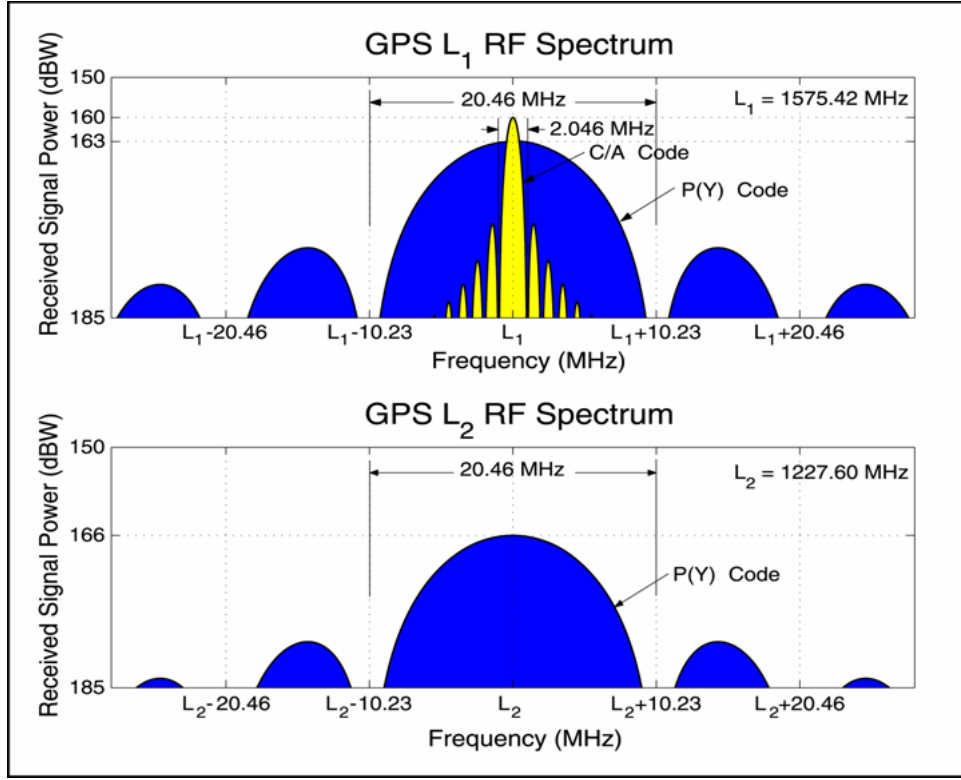 GPS L₁ RF Spectrum
Received Signal Power (dBW)
150
160
163
185
20.46 MHz
L₁ = 1575.42 MHz
2.046 MHz
C/A Code
P(Y) Code
L₁-20.46
L₁-10.23
L₁
L₁+10.23
L₁+20.46
Frequency (MHz)
GPS L₂ RF Spectrum
Received Signal Power (dBW)
150
166
185
20.46 MHz
L₂ = 1227.60 MHz
P(Y) Code
L₂-20.46
L₂-10.23
L₂
L₂+10.23
L₂+20.46
Frequency (MHz)